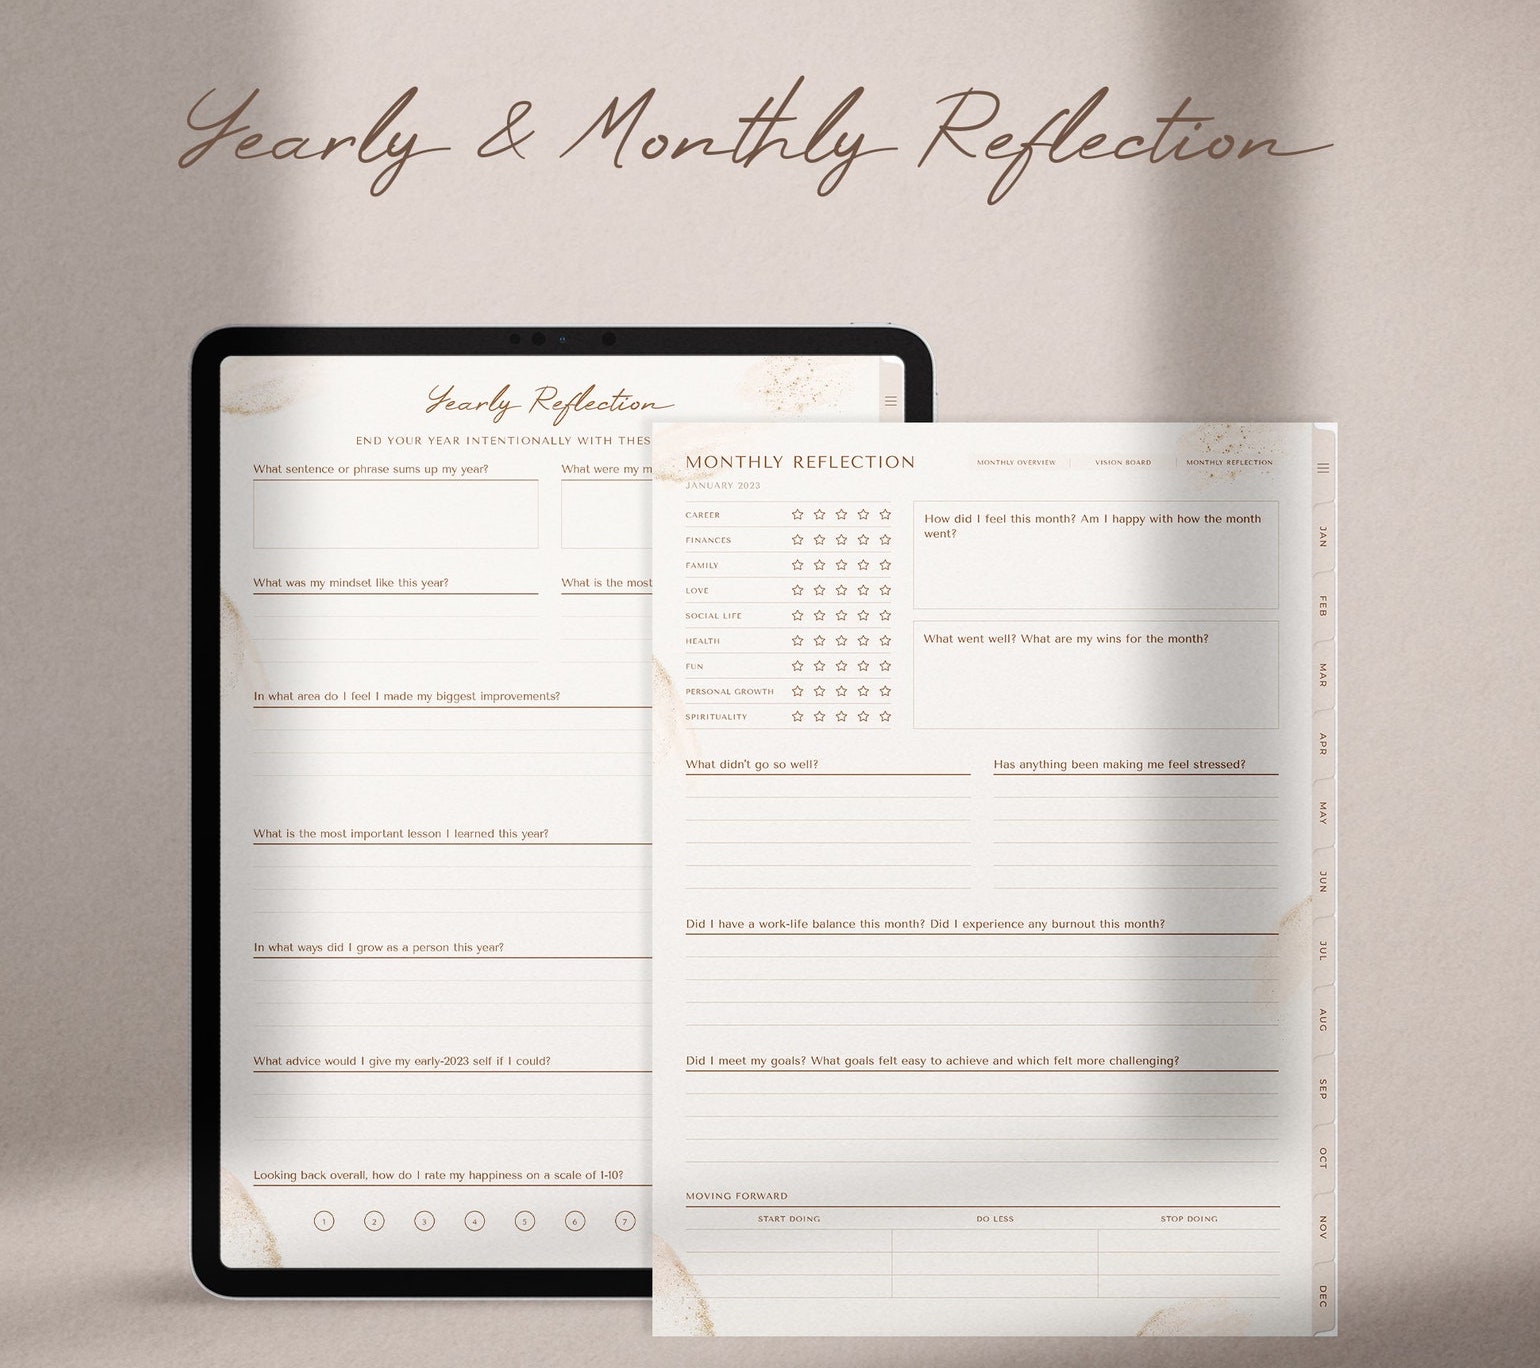 Yearly & Monthly Reflection
Yearly Reflection
END YOUR YEAR INTENTIONALLY WITH THES
What sentence or phrase sums up my year?
What were my m
What was my mindset like this year?
What is the most
In what area do I feel I made my biggest improvements?
What is the most important lesson I learned this year?
In what ways did I grow as a person this year?
What advice would I give my early-2023 self if I could?
Looking back overall, how do I rate my happiness on a scale of 1-10?
1 2 3 4 5 6 7
MONTHLY REFLECTION
MONTHLY OVERVIEW
VISION BOARD
MONTHLY REFLECTION
JANUARY 2023
CAREER
FINANCES
FAMILY
LOVE
SOCIAL LIFE
HEALTH
FUN
PERSONAL GROWTH
SPIRITUALITY
How did I feel this month? Am I happy with how the month
went?
What went well? What are my wins for the month?
What didn't go so well?
Has anything been making me feel stressed?
Did I have a work-life balance this month? Did I experience any burnout this month?
Did I meet my goals? What goals felt easy to achieve and which felt more challenging?
MOVING FORWARD
START DOING
DO LESS
STOP DOING
JAN
FEB
MAR
APR
MAY
JUN
JUL
AUG
SEP
OCT
NOV
DEC